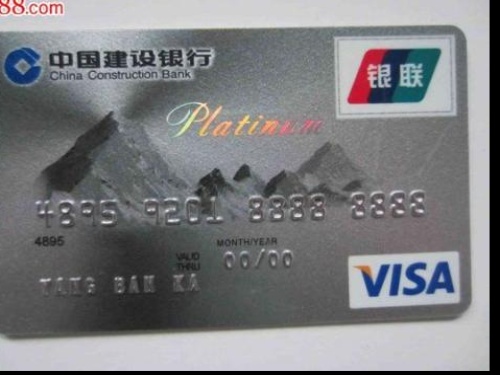 88.com
中国建设银行
China Construction Bank
银联
Platinum
4895 9201 8888 8888
4895
MONTH/YEAR
VALID
THRU
00/00
YANG BAN KA
VISA